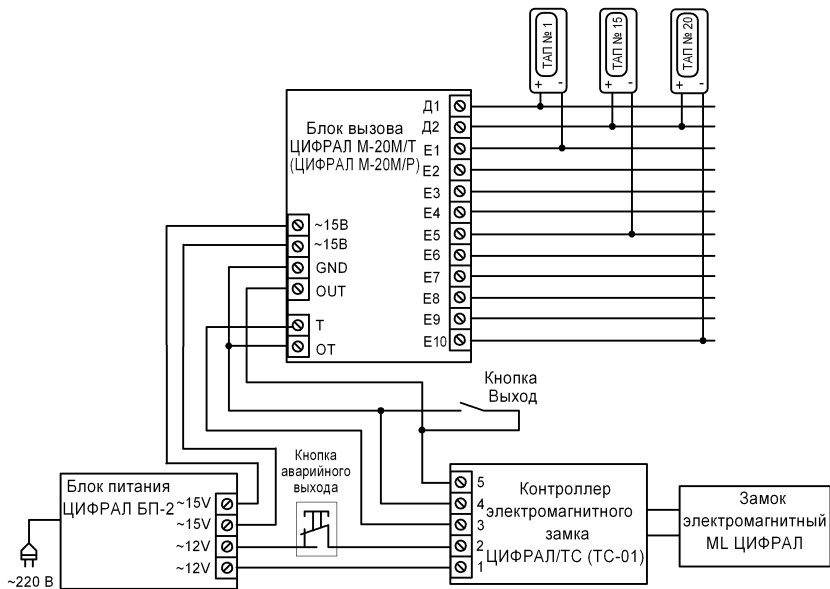 ТАП № 1
ТАП № 15
ТАП № 20
+ -
+ -
+ -
Блок вызова
ЦИФРАЛ М-20М/Т
(ЦИФРАЛ М-20М/Р)
Д1
Д2
Е1
Е2
Е3
Е4
Е5
Е6
Е7
Е8
Е9
Е10
~15В
~15В
GND
OUT
Т
ОТ
Кнопка
Выход
Кнопка
аварийного
выхода
Блок питания
ЦИФРАЛ БП-2
~15V
~15V
~12V
~12V
~220 В
5
4
3
2
1
Контроллер
электромагнитного
замка
ЦИФРАЛ/ТС (ТС-01)
Замок
электромагнитный
ML ЦИФРАЛ